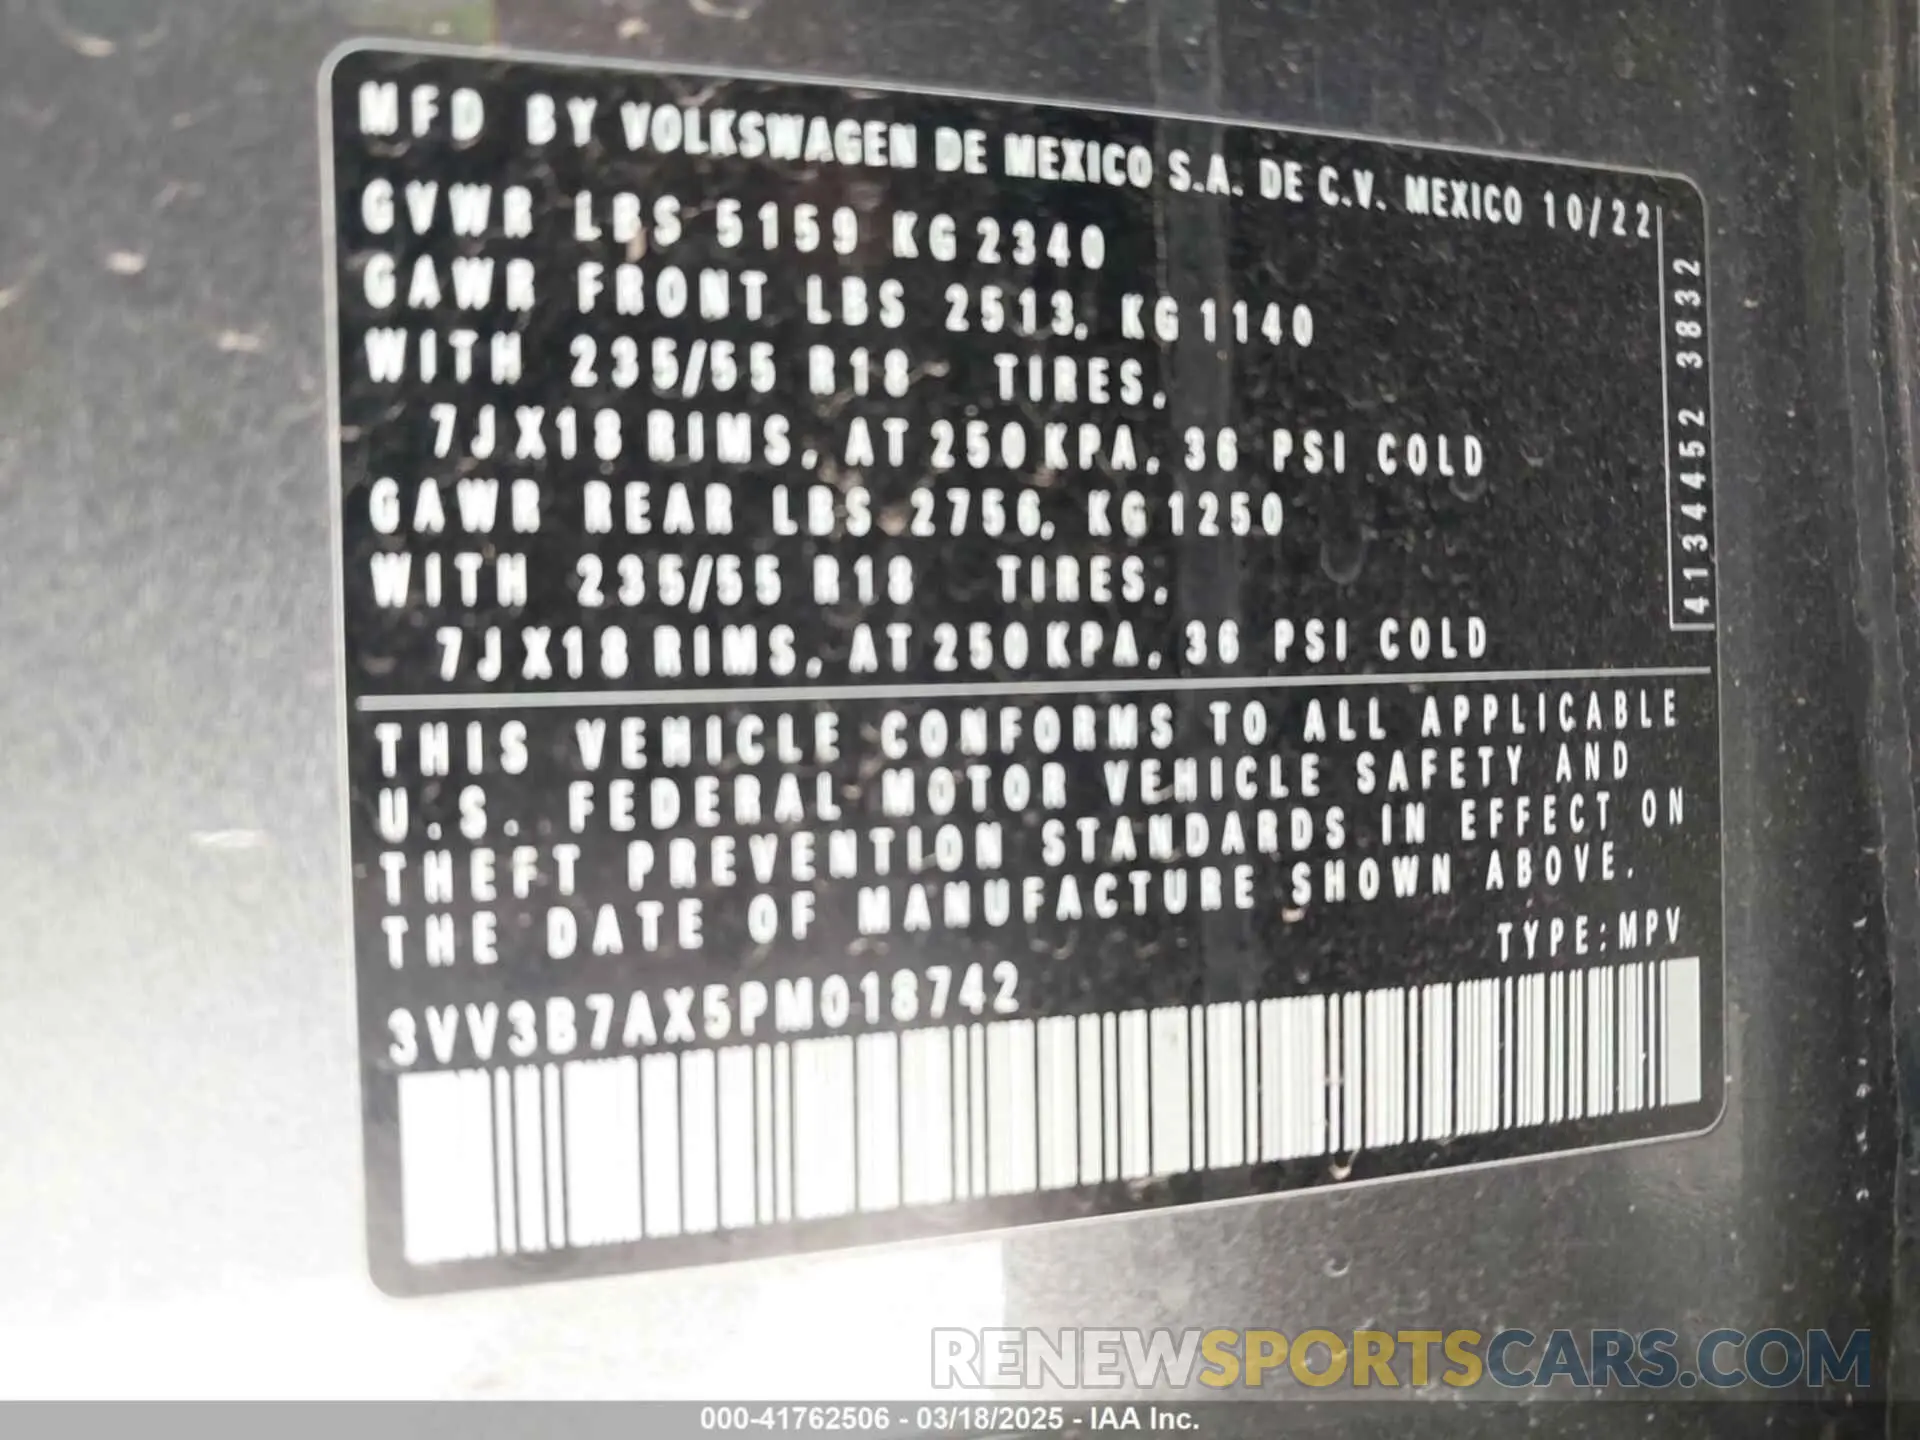 MFD BY VOLKSWAGEN DE MEXICO S.A. DE C.V. MEXICO 10/22
GVWR LBS 5159 KG 2340
GAWR FRONT LBS 2513, KG 1140
WITH 235/55 R18 TIRES,
7JX18 RIMS, AT 250 KPA, 36 PSI COLD
GAWR REAR LBS 2756, KG 1250
WITH 235/55 R18 TIRES,
7JX18 RIMS, AT 250 KPA, 36 PSI COLD
4134452 3832
THIS VEHICLE CONFORMS TO ALL APPLICABLE
U.S. FEDERAL MOTOR VEHICLE SAFETY AND
THEFT PREVENTION STANDARDS IN EFFECT ON
THE DATE OF MANUFACTURE SHOWN ABOVE.
TYPE:MPV
3VV3B7AX5PM018742
RENEWSPORTSCARS.COM
000-41762506 - 03/18/2025 - IAA Inc.